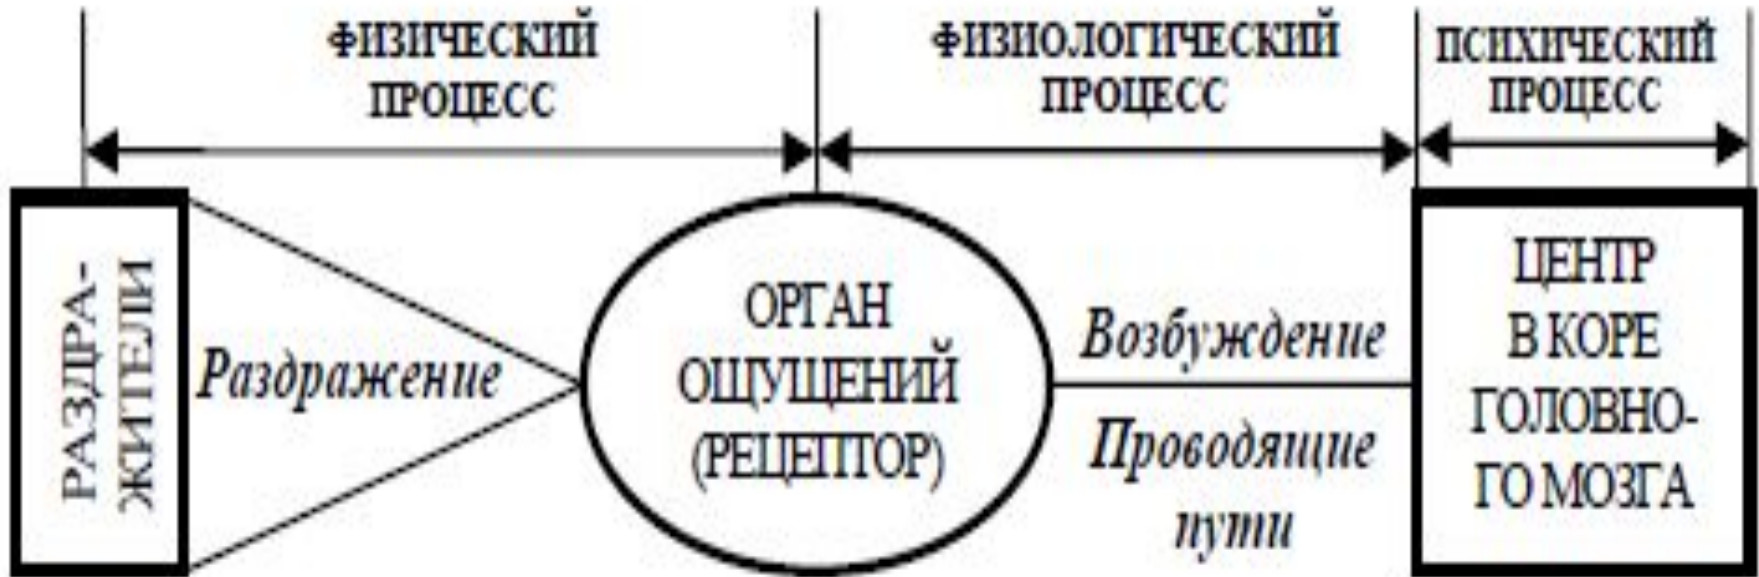 ФИЗИЧЕСКИЙ
ПРОЦЕСС
ФИЗИОЛОГИЧЕСКИЙ
ПРОЦЕСС
ПСИХИЧЕСКИЙ
ПРОЦЕСС
РАЗДРА-
ЖИТЕЛИ
Раздражение
ОРГАН
ОЩУЩЕНИЙ
(РЕЦЕПТОР)
Возбуждение
Проводящие
пути
ЦЕНТР
В КОРЕ
ГОЛОВНО-
ГО МОЗГА